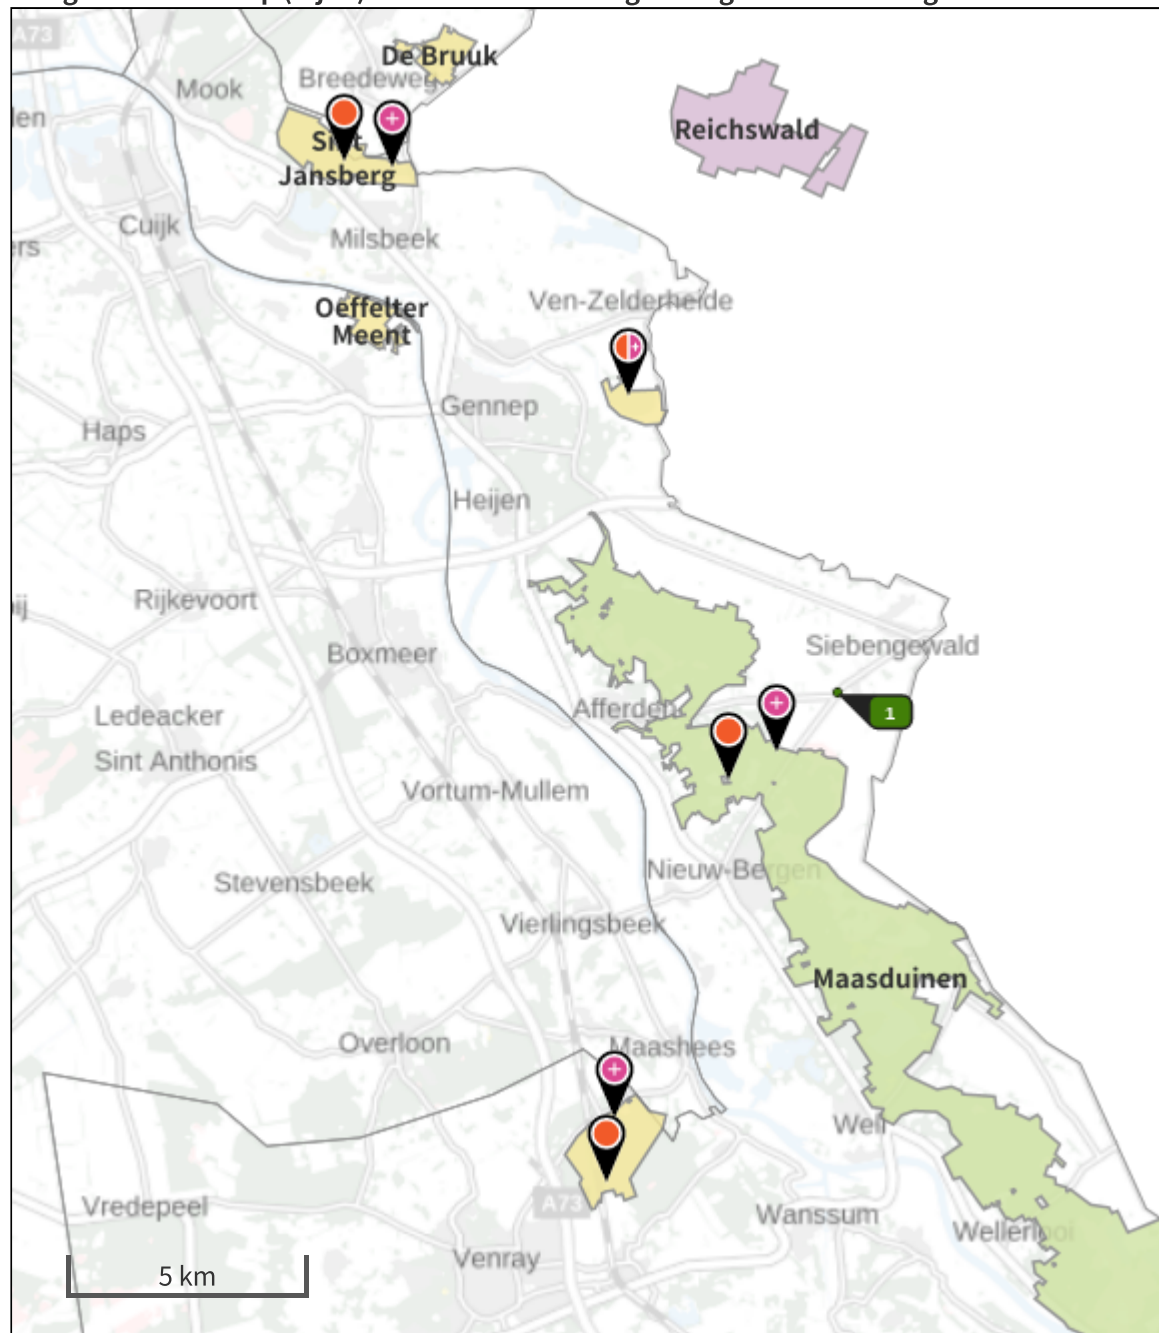 A73
De Bruuk
Breedeweg
Mook
Reichswald
Sint
Jansberg
Cuijk
Milsbeek
Oeffelter
Meent
Ven-Zelderheide
Gennep
Haps
Heijen
Rijkevoort
Boxmeer
Siebengewald
Afferden
1
Ledeacker
Sint Anthonis
Vortum-Mullem
Nieuw-Bergen
Stevensbeek
Vierlingsbeek
Maasduinen
Overloon
Maashees
Well
A73
Vredepeel
Wanssum
Wellerlooi
Venray
5 km